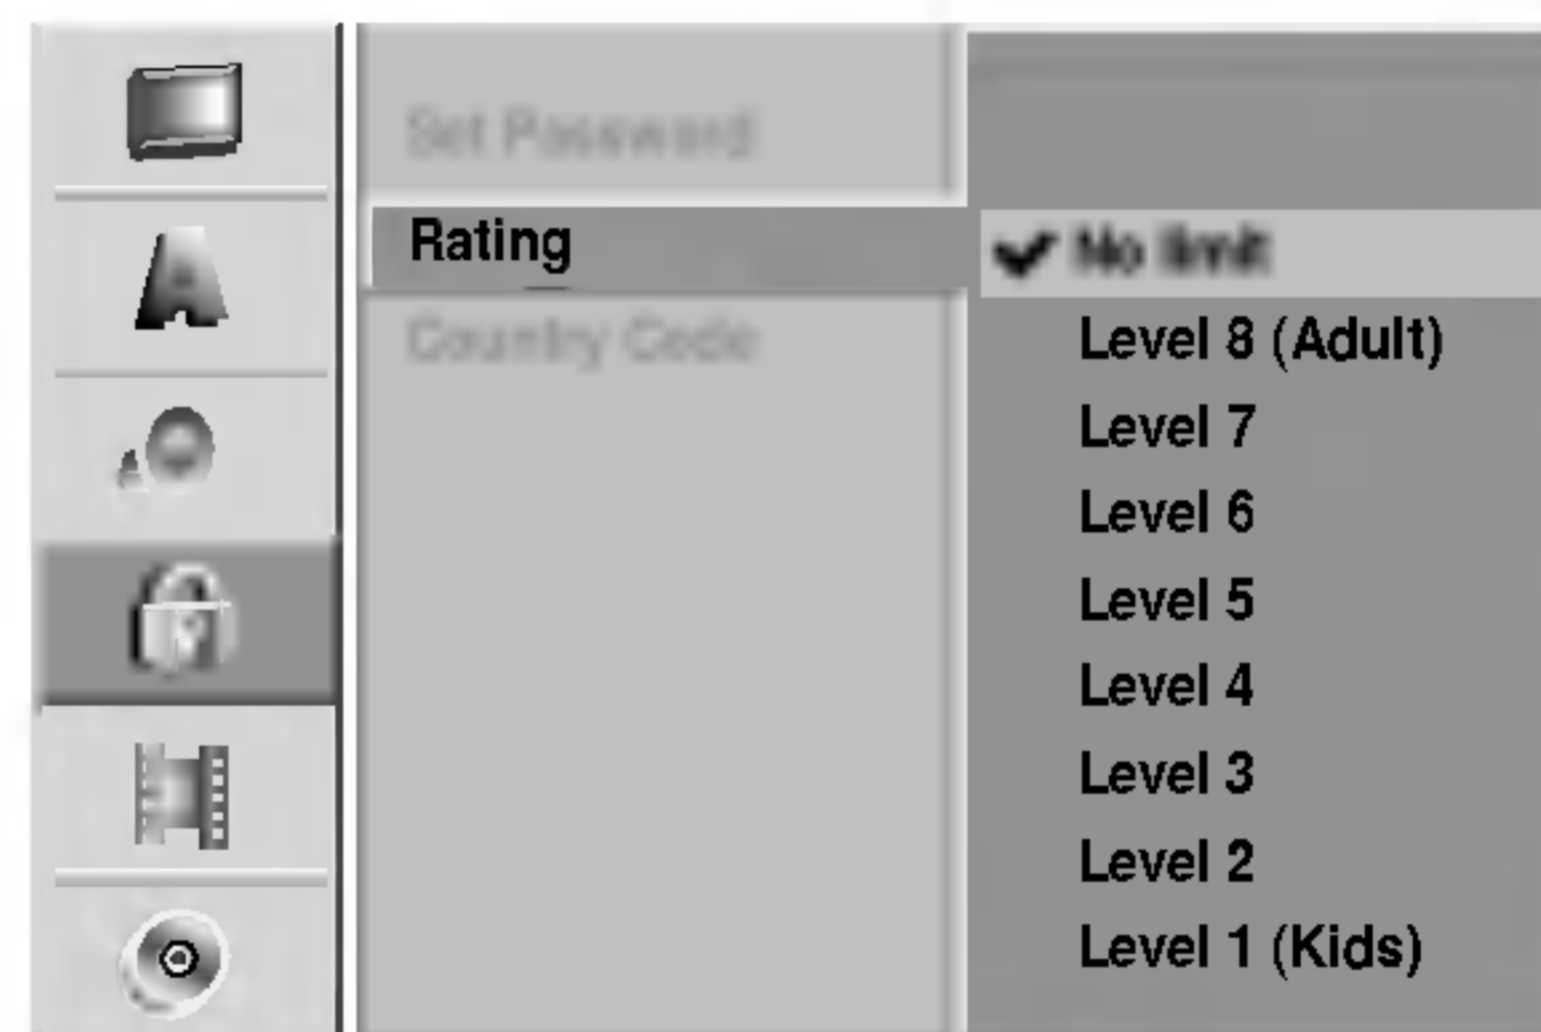 Set Password
Rating
Country Code
No limit
Level 8 (Adult)
Level 7
Level 6
Level 5
Level 4
Level 3
Level 2
Level 1 (Kids)